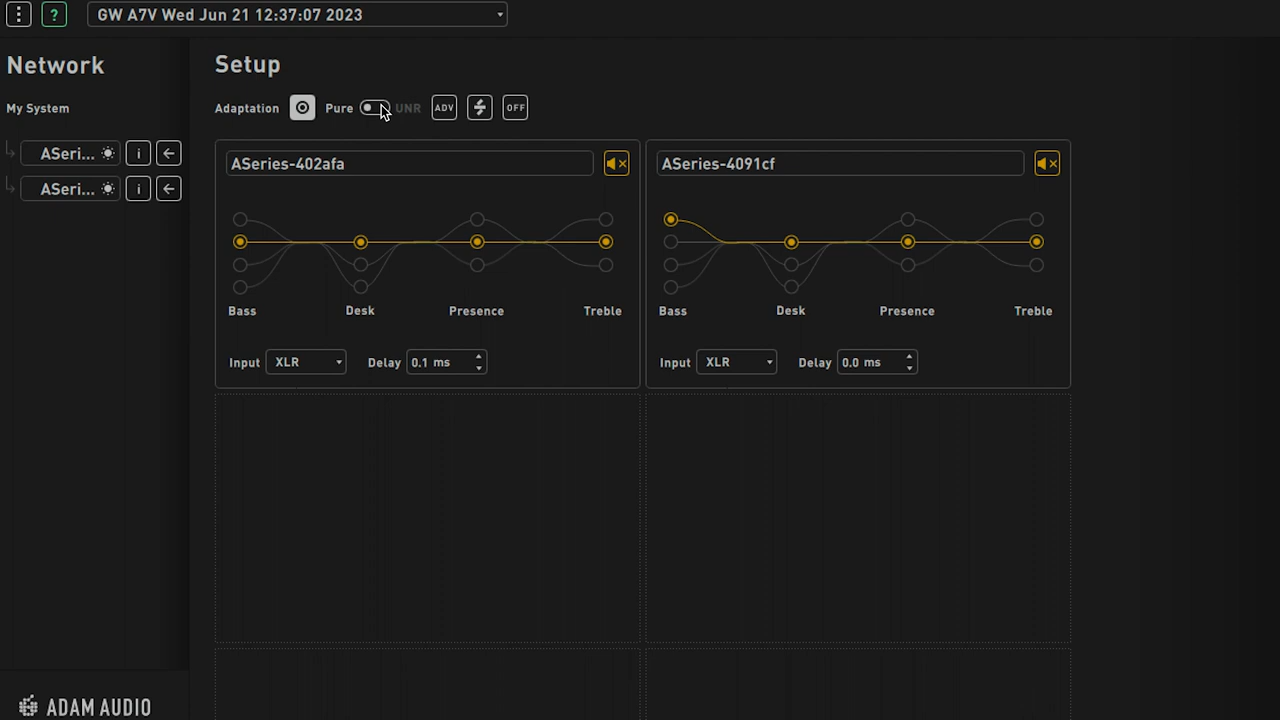 ? GW A7V Wed Jun 21 12:37:07 2023
Network
Setup
My System
Adaptation Pure UNR ADV OFF
ASeri... i
ASeri... i
ASeries-402afa
ASeries-4091cf
Bass Desk Presence Treble
Bass Desk Presence Treble
Input XLR Delay 0.1 ms
Input XLR Delay 0.0 ms
ADAM AUDIO